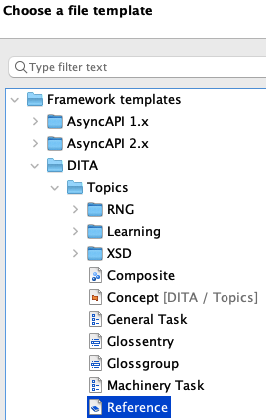 Choose a file template
Type filter text
Framework templates
AsyncAPI 1.x
AsyncAPI 2.x
DITA
Topics
RNG
Learning
XSD
Composite
Concept [DITA / Topics]
General Task
Glossentry
Glossgroup
Machinery Task
Reference